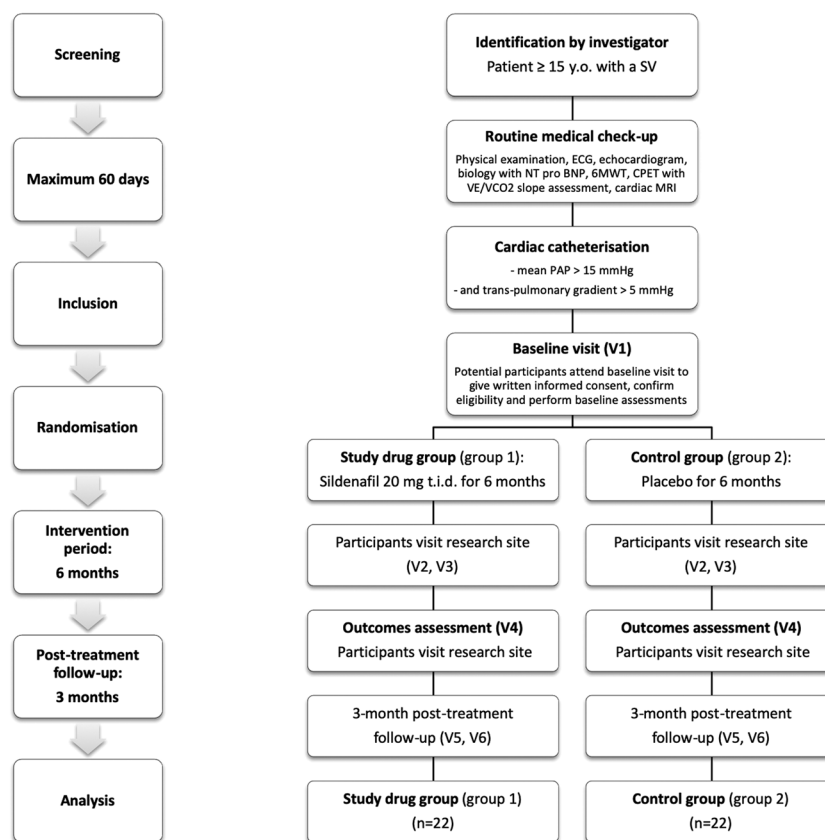 Screening
Maximum 60 days
Inclusion
Randomisation
Intervention
period:
6 months
Post-treatment
follow-up:
3 months
Analysis
Identification by investigator
Patient ≥ 15 y.o. with a SV
Routine medical check-up
Physical examination, ECG, echocardiogram,
biology with NT pro BNP, 6MWT, CPET with
VE/VCO2 slope assessment, cardiac MRI
Cardiac catheterisation
- mean PAP > 15 mmHg
- and trans-pulmonary gradient > 5 mmHg
Baseline visit (V1)
Potential participants attend baseline visit to
give written informed consent, confirm
eligibility and perform baseline assessments
Study drug group (group 1):
Sildenafil 20 mg t.i.d. for 6 months
Participants visit research site
(V2, V3)
Outcomes assessment (V4)
Participants visit research site
3-month post-treatment
follow-up (V5, V6)
Study drug group (group 1)
(n=22)
Control group (group 2):
Placebo for 6 months
Participants visit research site
(V2, V3)
Outcomes assessment (V4)
Participants visit research site
3-month post-treatment
follow-up (V5, V6)
Control group (group 2)
(n=22)